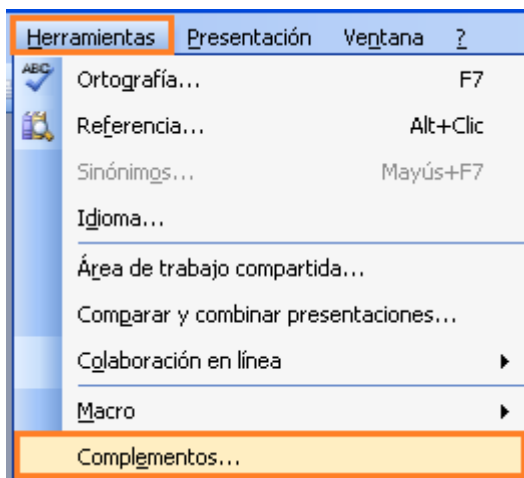 Herramientas Presentación Ventana ?
ABC
Ortografía... F7
Referencia... Alt+Clic
Sinónimos... Mayús+F7
Idioma...
Área de trabajo compartida...
Comparar y combinar presentaciones...
Colaboración en línea
Macro
Complementos...